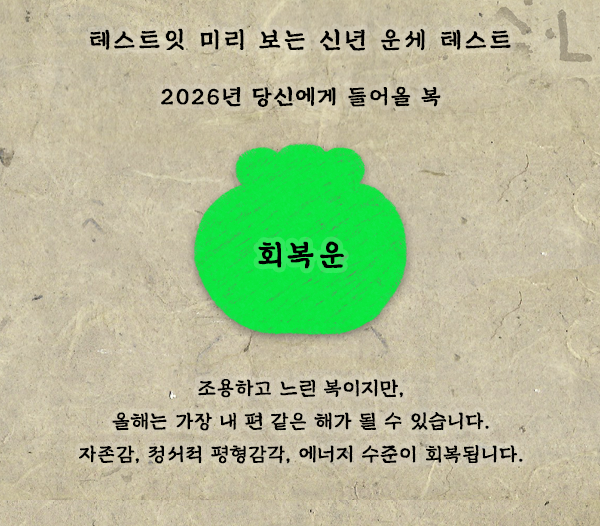 테스트잇 미리 보는 신년 운세 테스트
2026년 당신에게 들어올 복
회복운
조용하고 느린 복이지만,
올해는 가장 내 편 같은 해가 될 수 있습니다.
자존감, 정서적 평형감각, 에너지 수준이 회복됩니다.